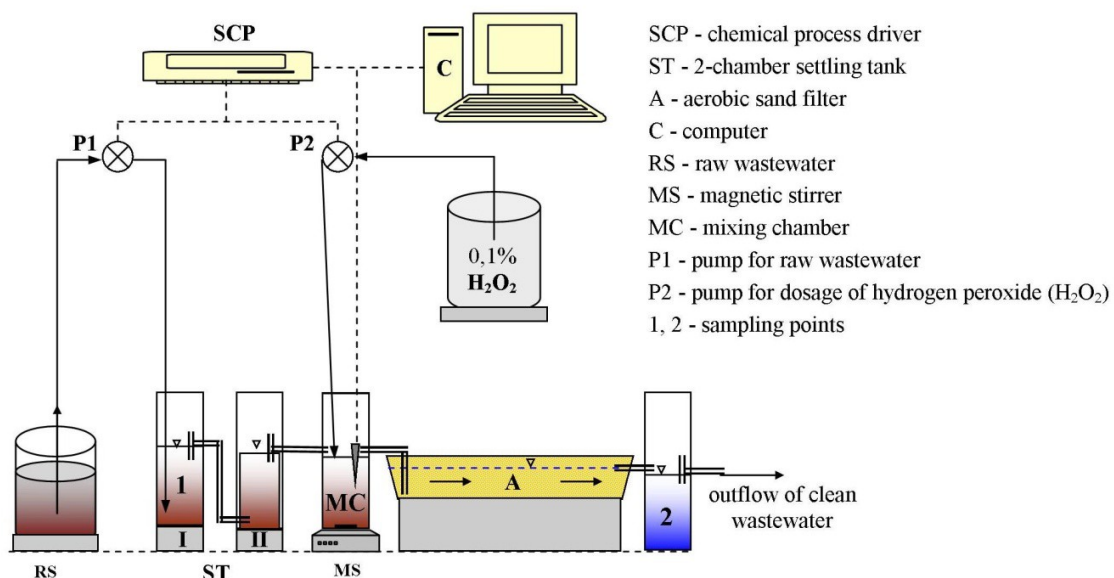 SCP
C
P1
P2
0,1%
H₂O₂
SCP - chemical process driver
ST - 2-chamber settling tank
A - aerobic sand filter
C - computer
RS - raw wastewater
MS - magnetic stirrer
MC - mixing chamber
P1 - pump for raw wastewater
P2 - pump for dosage of hydrogen peroxide (H₂O₂)
1, 2 - sampling points
1
MC
A
2
outflow of clean
wastewater
I
II
RS
ST
MS